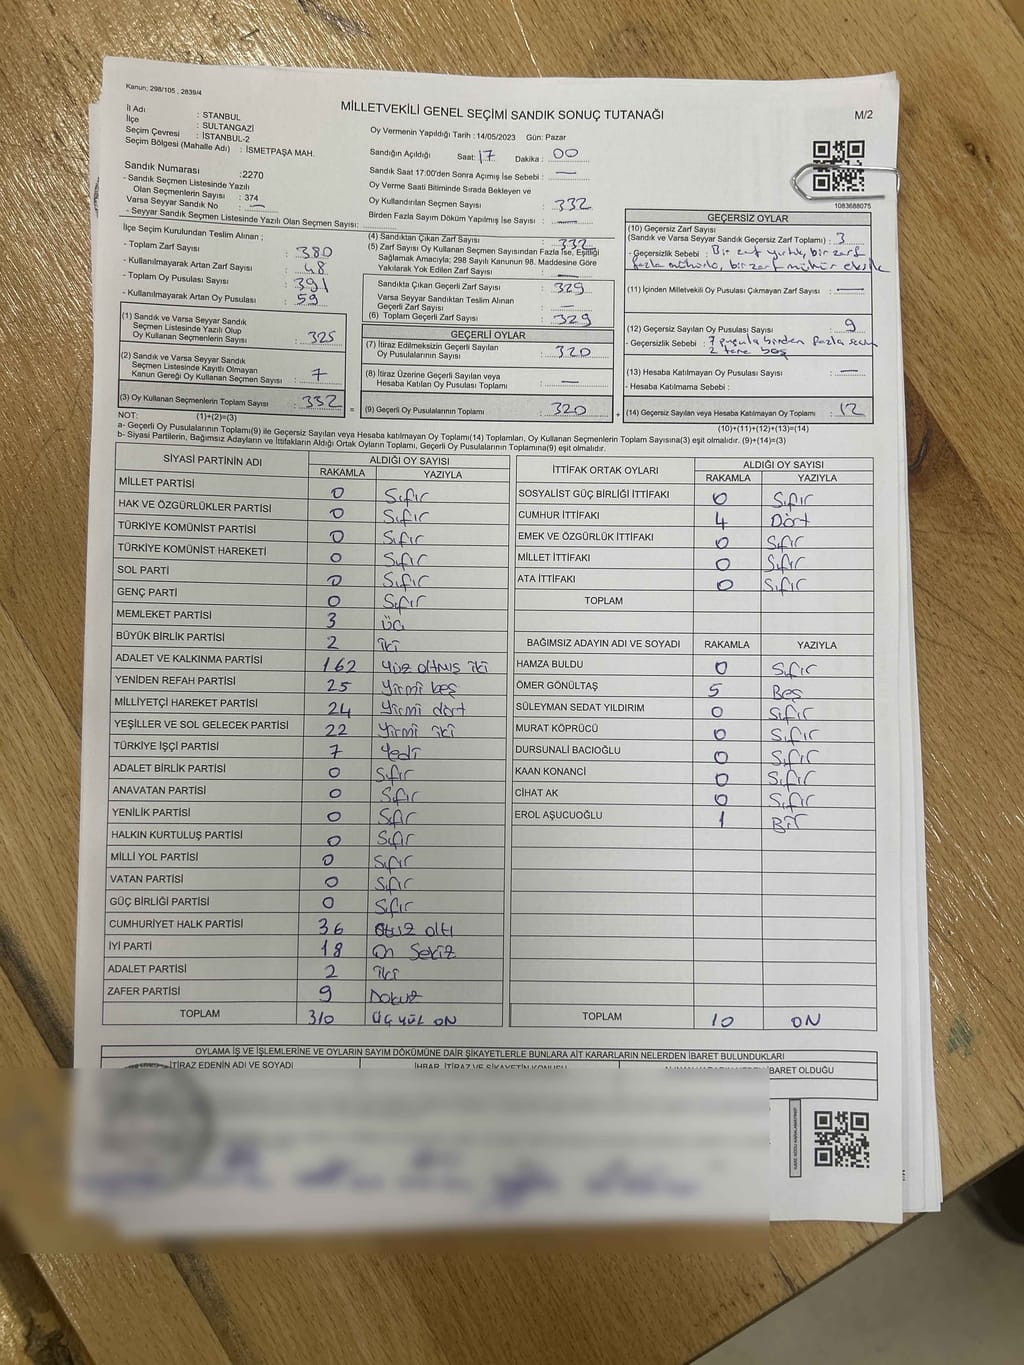 Kanun; 298/105 , 2839/4
MİLLETVEKİLİ GENEL SEÇİMİ SANDIK SONUÇ TUTANAĞI
M/2
İl Adı : STANBUL
İlçe : SULTANGAZİ
Seçim Çevresi : İSTANBUL-2
Seçim Bölgesi (Mahalle Adı) : İSMETPAŞA MAH.
Sandık Numarası :2270
- Sandık Seçmen Listesinde Yazılı
Olan Seçmenlerin Sayısı : 374
Varsa Seyyar Sandık No : —
- Seyyar Sandık Seçmen Listesinde Yazılı Olan Seçmen Sayısı:
Oy Vermenin Yapıldığı Tarih : 14/05/2023 Gün: Pazar
Sandığın Açıldığı Saat: 17 Dakika : 00
Sandık Saat 17:00'den Sonra Açımış İse Sebebi : —
Oy Verme Saati Bitiminde Sırada Bekleyen ve
Oy Kullandırılan Seçmen Sayısı : 332
Birden Fazla Sayım Döküm Yapılmış İse Sayısı : —
1083688075
İlçe Seçim Kurulundan Teslim Alınan ;
- Toplam Zarf Sayısı : 380
- Kullanılmayarak Artan Zarf Sayısı : 48
- Toplam Oy Pusulası Sayısı : 391
- Kullanılmayarak Artan Oy Pusulası : 59
(1) Sandık ve Varsa Seyyar Sandık
Seçmen Listesinde Yazılı Olup
Oy Kullanan Seçmenlerin Sayısı : 325
(2) Sandık ve Varsa Seyyar Sandık
Seçmen Listesinde Kayıtlı Olmayan
Kanun Gereği Oy Kullanan Seçmen Sayısı : 7
(3) Oy Kullanan Seçmenlerin Toplam Sayısı : 332
(4) Sandıktan Çıkan Zarf Sayısı : 332
(5) Zarf Sayısı Oy Kullanan Seçmen Sayısından Fazla İse, Eşitliği
Sağlamak Amacıyla; 298 Sayılı Kanunun 98. Maddesine Göre
Yakılarak Yok Edilen Zarf Sayısı : —
Sandıkta Çıkan Geçerli Zarf Sayısı : 329
Varsa Seyyar Sandıktan Teslim Alınan
Geçerli Zarf Sayısı : —
(6) Toplam Geçerli Zarf Sayısı : 329
GEÇERLİ OYLAR
(7) İtiraz Edilmeksizin Geçerli Sayılan
Oy Pusulalarının Sayısı : 320
(8) İtiraz Üzerine Geçerli Sayılan veya
Hesaba Katılan Oy Pusulası Toplamı : —
= (9) Geçerli Oy Pusulalarının Toplamı : 320
GEÇERSİZ OYLAR
(10) Geçersiz Zarf Sayısı
(Sandık ve Varsa Seyyar Sandık Geçersiz Zarf Toplamı) : 3
- Geçersizlik Sebebi : Bir zarf yırtık, bir zarf
fazla mühürlü, bir zarf mühür eksik
(11) İçinden Milletvekili Oy Pusulası Çıkmayan Zarf Sayısı : —
(12) Geçersiz Sayılan Oy Pusulası Sayısı : 9
- Geçersizlik Sebebi : 7 pusula birden fazla
2 tane boş
(13) Hesaba Katılmayan Oy Pusulası Sayısı : —
- Hesaba Katılmama Sebebi :
+ (14) Geçersiz Sayılan veya Hesaba Katılmayan Oy Toplamı : 12
NOT: (1)+(2)=(3)
(10)+(11)+(12)+(13)=(14)
a- Geçerli Oy Pusulalarının Toplamı(9) ile Geçersiz Sayılan veya Hesaba katılmayan Oy Toplamı(14) Toplamları, Oy Kullanan Seçmenlerin Toplam Sayısına(3) eşit olmalıdır. (9)+(14)=(3)
b- Siyasi Partilerin, Bağımsız Adayların ve İttifakların Aldığı Ortak Oyların Toplamı, Geçerli Oy Pusulalarının Toplamına(9) eşit olmalıdır.
SİYASİ PARTİNİN ADI ALDIĞI OY SAYISI
RAKAMLA YAZIYLA
MİLLET PARTİSİ 0 Sıfır
HAK VE ÖZGÜRLÜKLER PARTİSİ 0 Sıfır
TÜRKİYE KOMÜNİST PARTİSİ 0 Sıfır
TÜRKİYE KOMÜNİST HAREKETİ 0 Sıfır
SOL PARTİ 0 Sıfır
GENÇ PARTİ 0 Sıfır
MEMLEKET PARTİSİ 3 Üç
BÜYÜK BİRLİK PARTİSİ 2 iki
ADALET VE KALKINMA PARTİSİ 162 Yüz altmış iki
YENİDEN REFAH PARTİSİ 25 Yirmi beş
MİLLİYETÇİ HAREKET PARTİSİ 24 Yirmi dört
YEŞİLLER VE SOL GELECEK PARTİSİ 22 Yirmi iki
TÜRKİYE İŞÇİ PARTİSİ 7 Yedi
ADALET BİRLİK PARTİSİ 0 Sıfır
ANAVATAN PARTİSİ 0 Sıfır
YENİLİK PARTİSİ 0 Sıfır
HALKIN KURTULUŞ PARTİSİ 0 Sıfır
MİLLİ YOL PARTİSİ 0 Sıfır
VATAN PARTİSİ 0 Sıfır
GÜÇ BİRLİĞİ PARTİSİ 0 Sıfır
CUMHURİYET HALK PARTİSİ 36 Otuz altı
İYİ PARTİ 18 On Sekiz
ADALET PARTİSİ 2 İki
ZAFER PARTİSİ 9 Dokuz
TOPLAM 310 ÜÇ YÜZ ON
İTTİFAK ORTAK OYLARI ALDIĞI OY SAYISI
RAKAMLA YAZIYLA
SOSYALİST GÜÇ BİRLİĞİ İTTİFAKI 0 Sıfır
CUMHUR İTTİFAKI 4 Dört
EMEK VE ÖZGÜRLÜK İTTİFAKI 0 Sıfır
MİLLET İTTİFAKI 0 Sıfır
ATA İTTİFAKI 0 Sıfır
TOPLAM
BAĞIMSIZ ADAYIN ADI VE SOYADI RAKAMLA YAZIYLA
HAMZA BULDU 0 Sıfır
ÖMER GÖNÜLTAŞ 5 Beş
SÜLEYMAN SEDAT YILDIRIM 0 Sıfır
MURAT KÖPRÜCÜ 0 Sıfır
DURSUNALİ BACIOĞLU 0 Sıfır
KAAN KONANCİ 0 Sıfır
CİHAT AK 0 Sıfır
EROL AŞUCUOĞLU 1 Bir
TOPLAM 10 ON
OYLAMA İŞ VE İŞLEMLERİNE VE OYLARIN SAYIM DÖKÜMÜNE DAİR ŞİKAYETLERLE BUNLARA AİT KARARLARIN NELERDEN İBARET BULUNDUKLARI
İTİRAZ EDENİN ADI VE SOYADI İHBAR, İTİRAZ VE ŞİKAYETİN KONUSU İBARET OLDUĞU